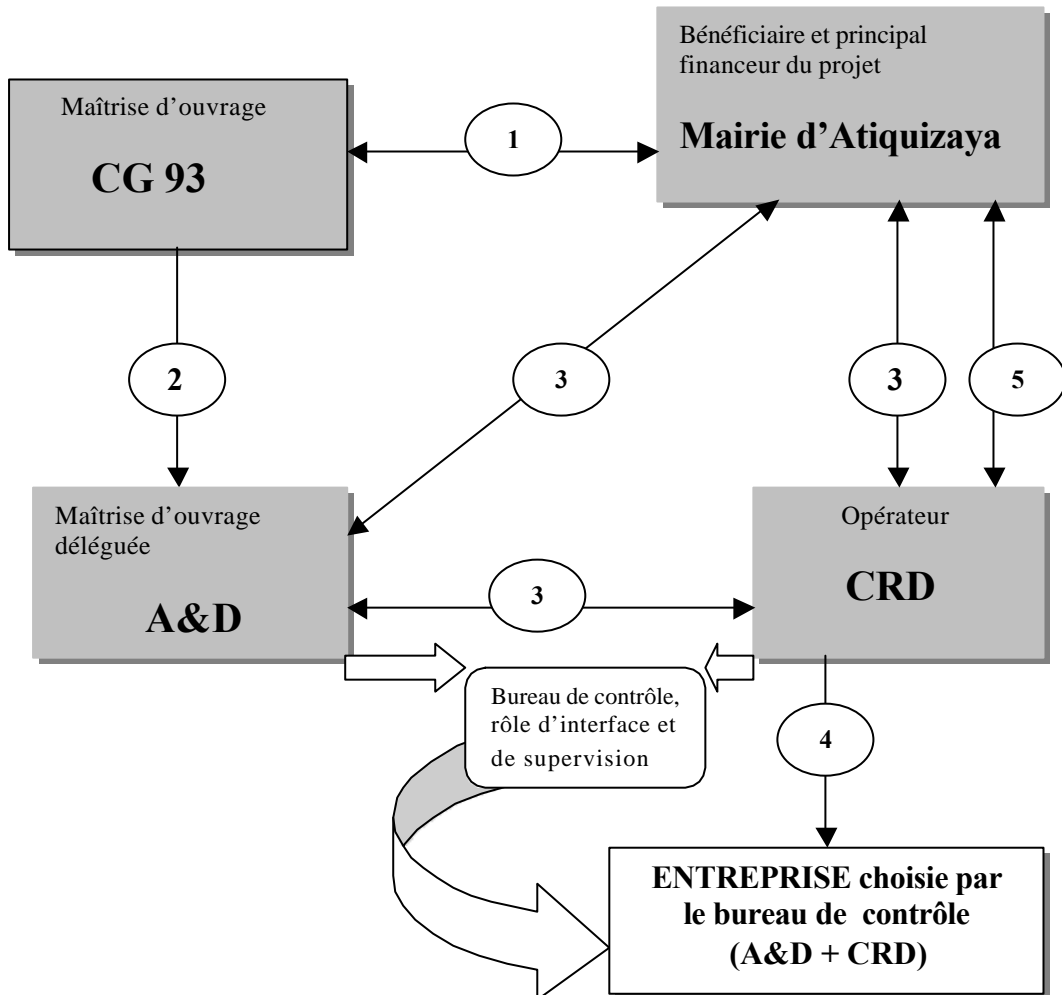 Bénéficiaire et principal
financeur du projet
Mairie d’Atiquizaya
Maîtrise d’ouvrage
CG 93
1
2
3
3
5
Maîtrise d’ouvrage
déléguée
A&D
3
Opérateur
CRD
Bureau de contrôle,
rôle d’interface et
de supervision
4
ENTREPRISE choisie par
le bureau de contrôle
(A&D + CRD)